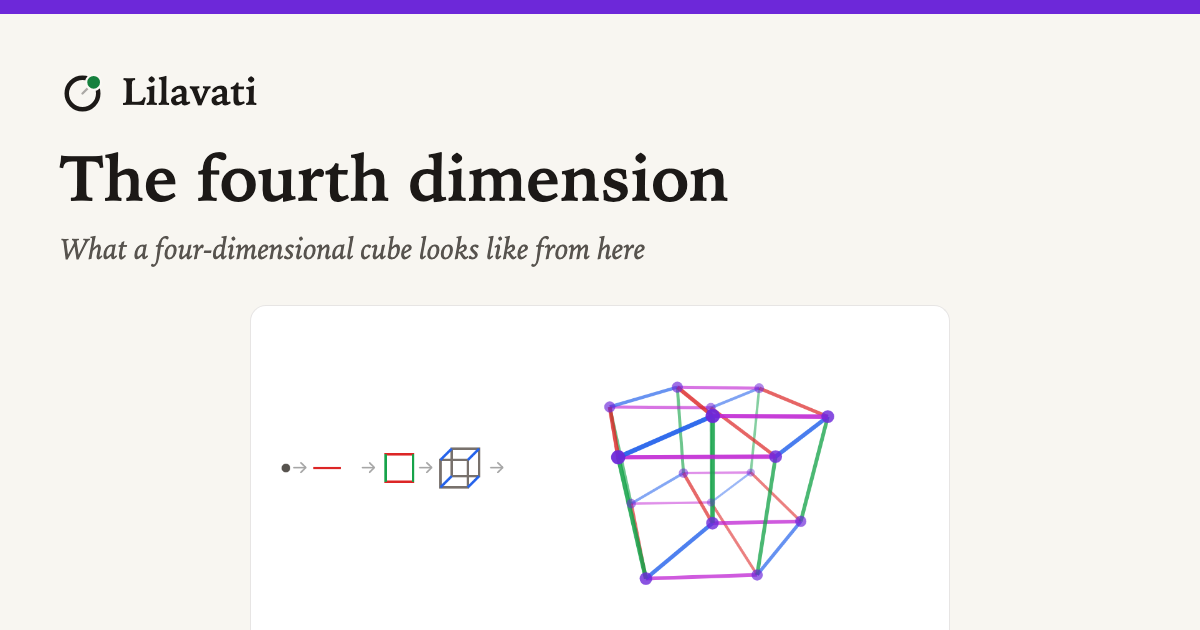 Lilavati
The fourth dimension
What a four-dimensional cube looks like from here